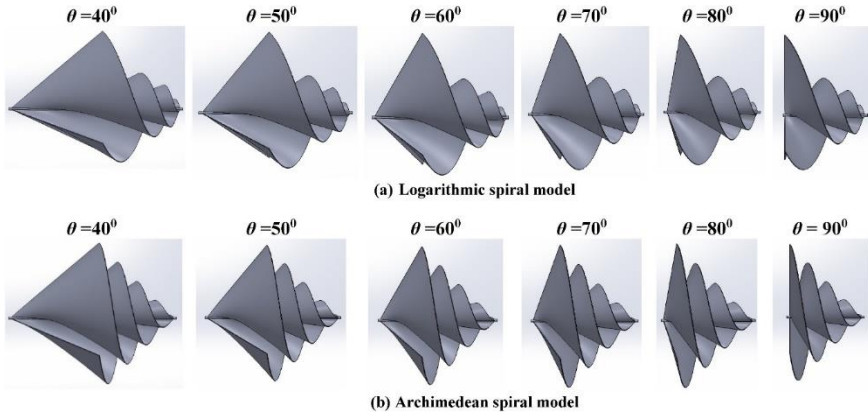 θ =40⁰ θ =50⁰ θ =60⁰ θ =70⁰ θ =80⁰ θ =90⁰
(a) Logarithmic spiral model
θ =40⁰ θ =50⁰ θ =60⁰ θ =70⁰ θ =80⁰ θ = 90⁰
(b) Archimedean spiral model